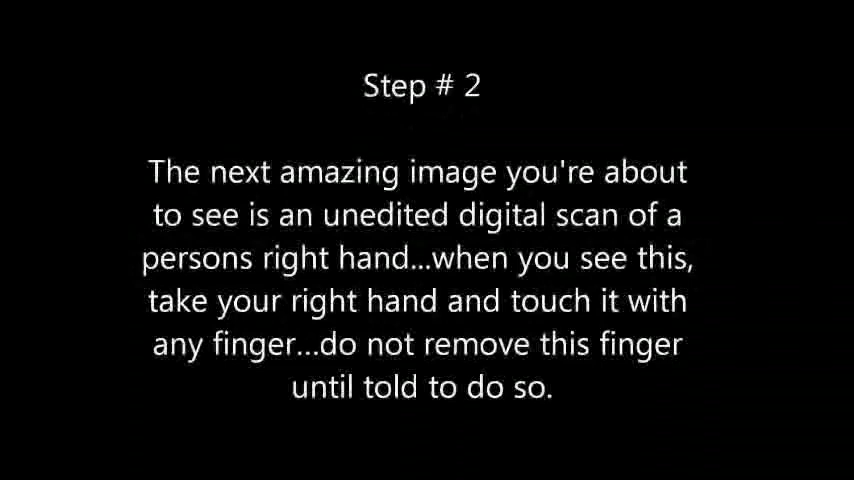 Step # 2
The next amazing image you're about
to see is an unedited digital scan of a
persons right hand...when you see this,
take your right hand and touch it with
any finger...do not remove this finger
until told to do so.